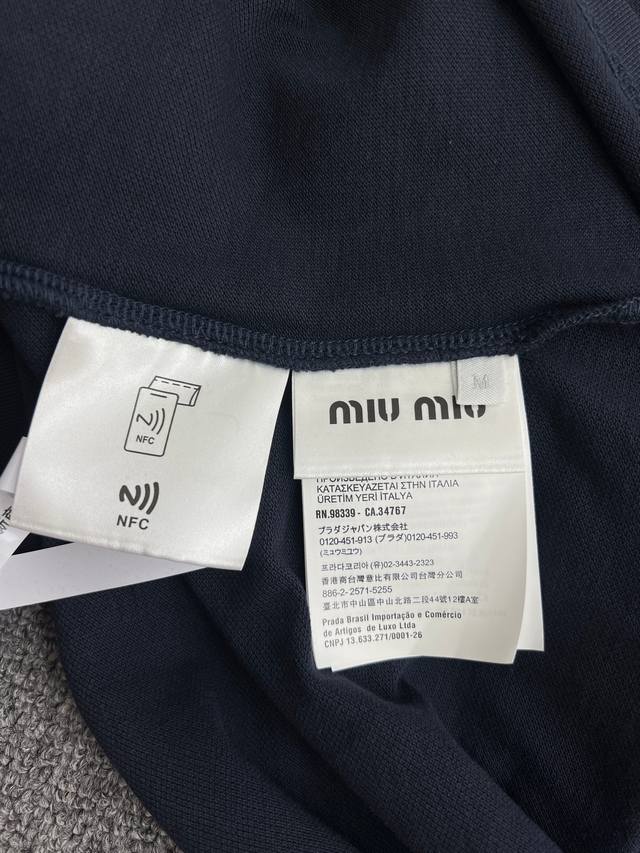 NFC
NFC
M
miu miu
ΚΑΤΑΣΚΕΥΑΖΕΤΑΙ ΣΤΗΝ ΙΤΑΛΙΑ
ÜRETİM YERİ İTALYA
RN.98339 - CA.34767
プラダジャパン株式会社
0120-451-913 (プラダ)0120-451-993
(ミュウミュウ)
프라다코리아 (유) 02-3443-2323
香港商台灣意比有限公司台灣分公司
886-2-2571-5255
臺北市中山區中山北路二段44號12樓A室
Prada Brasil Importação e Comércio
de Artigos de Luxo Ltda
CNPJ 13.633.271/0001-26